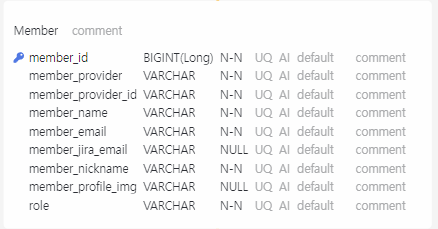 Member comment
member_id BIGINT(Long) N-N UQ AI default comment
member_provider VARCHAR N-N UQ AI default comment
member_provider_id VARCHAR N-N UQ AI default comment
member_name VARCHAR N-N UQ AI default comment
member_email VARCHAR N-N UQ AI default comment
member_jira_email VARCHAR NULL UQ AI default comment
member_nickname VARCHAR N-N UQ AI default comment
member_profile_img VARCHAR NULL UQ AI default comment
role VARCHAR N-N UQ AI default comment